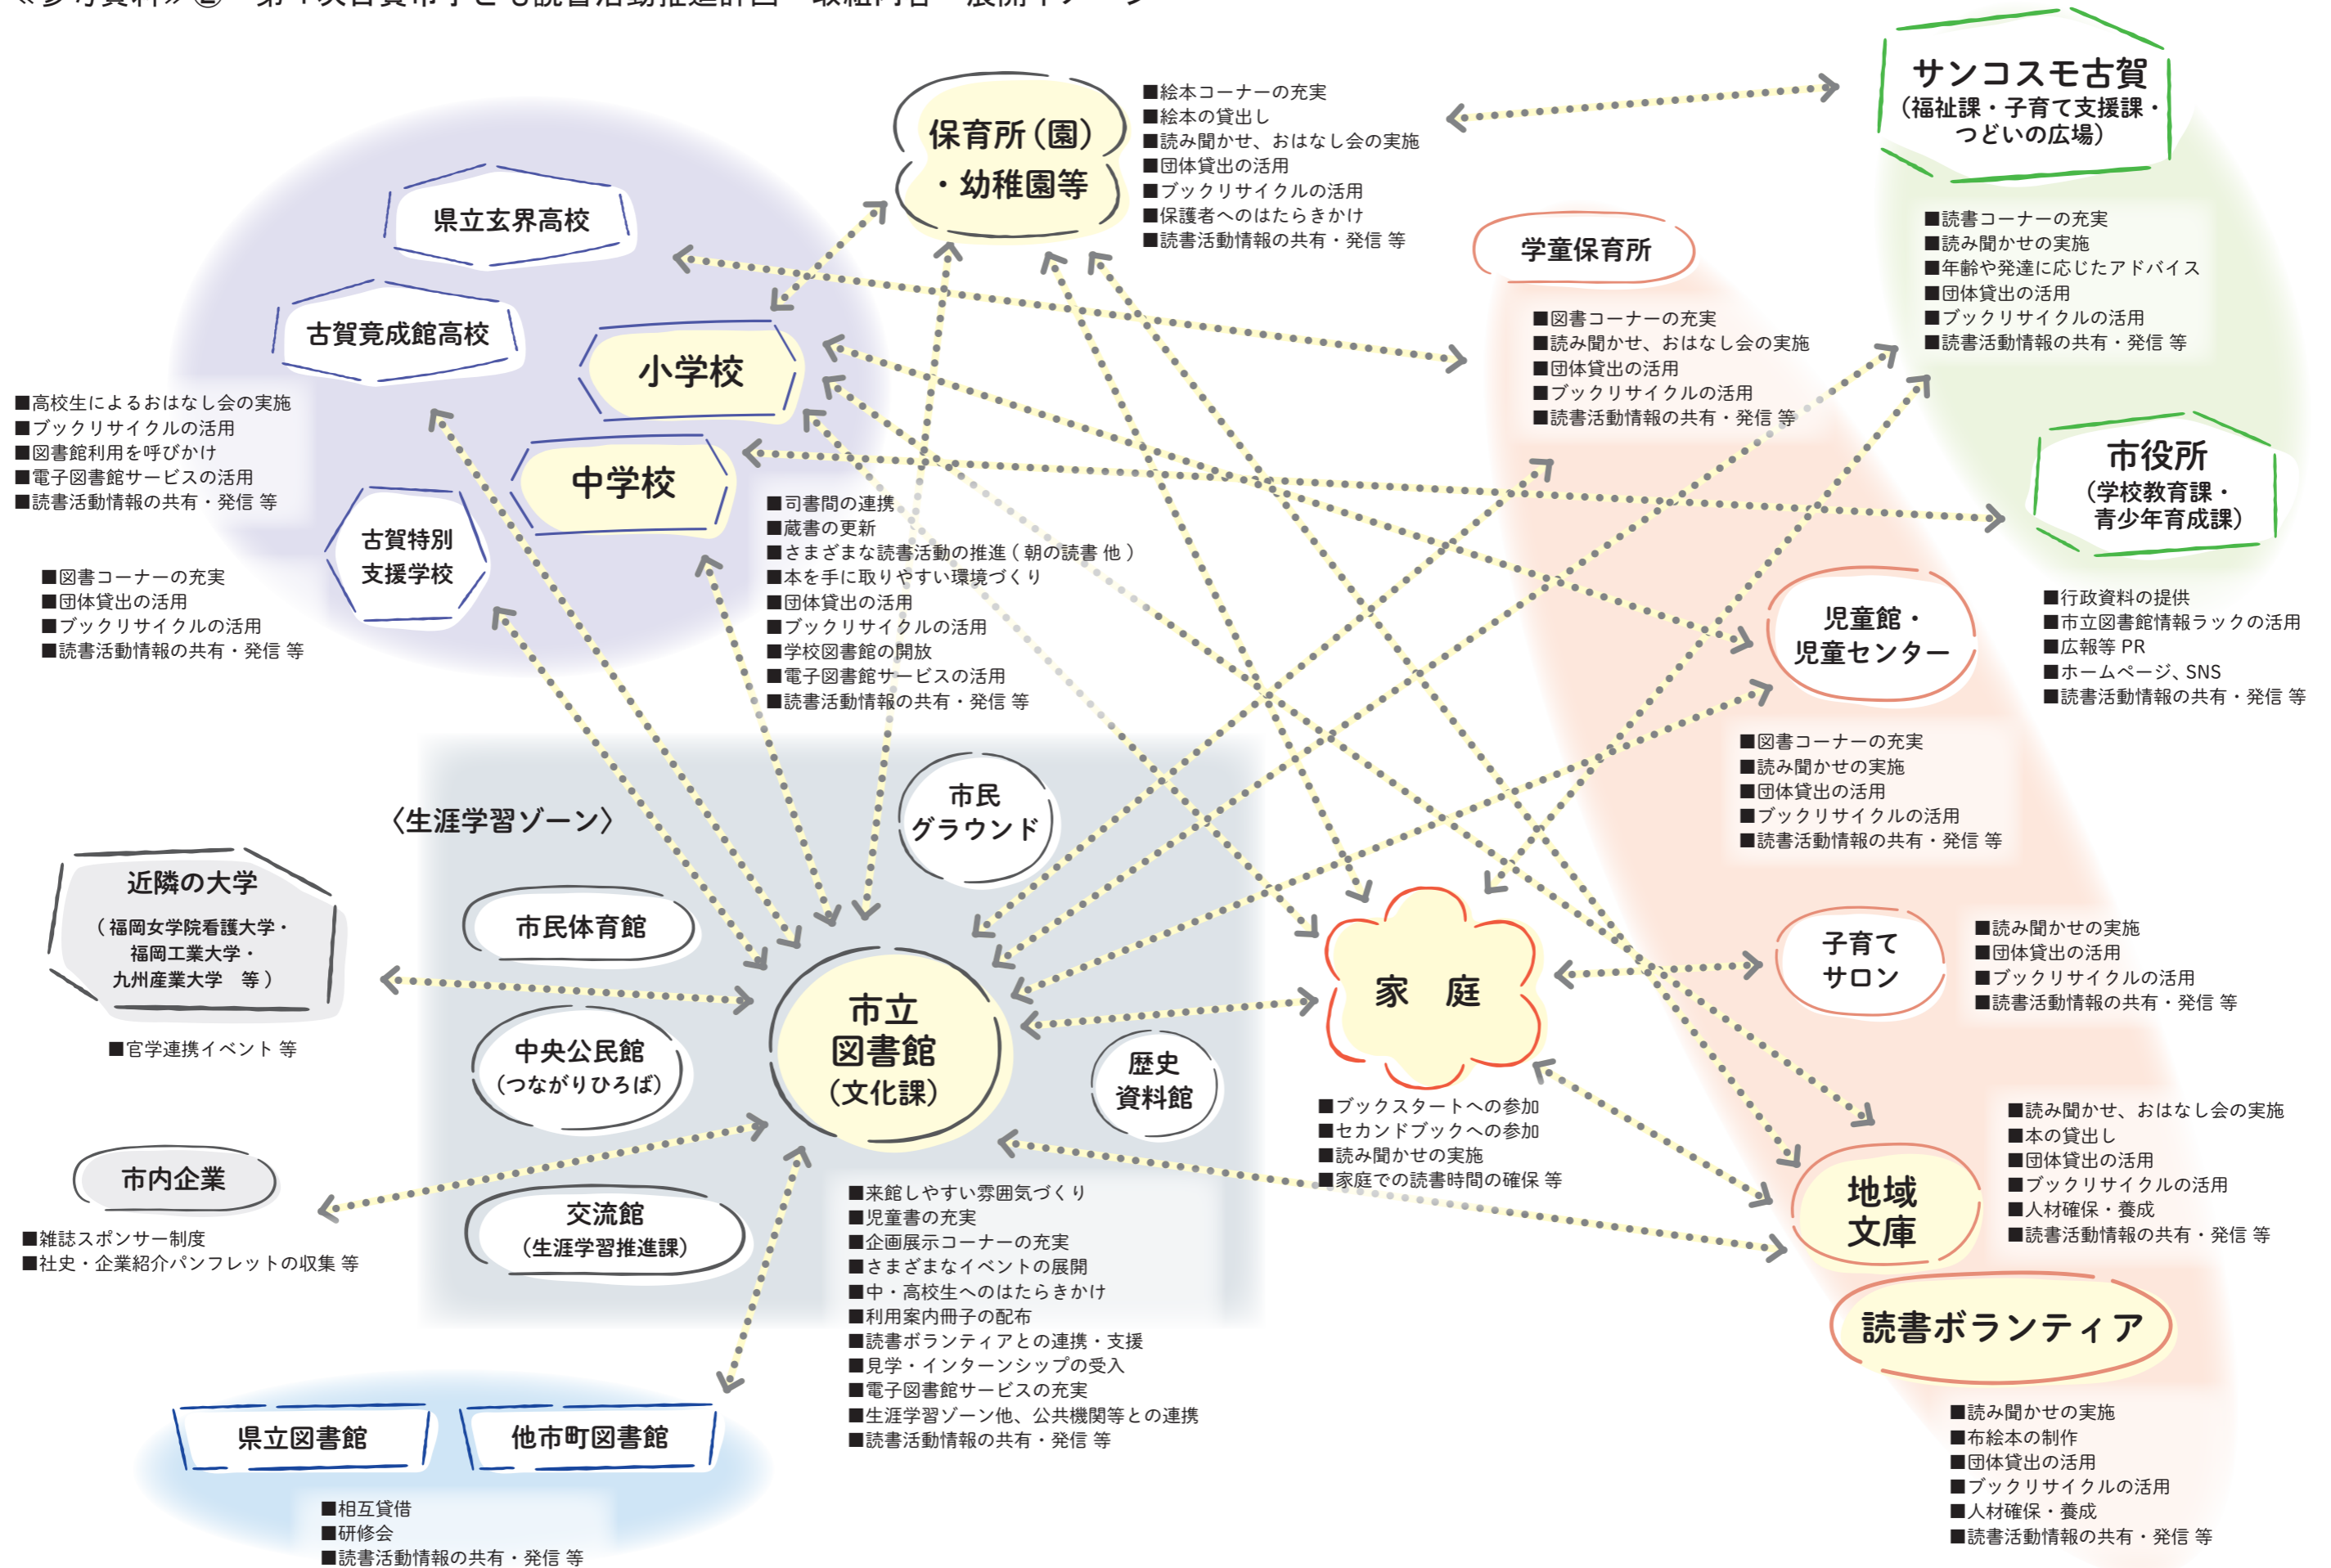 保育所（園）
・幼稚園等
■絵本コーナーの充実
■絵本の貸出し
■読み聞かせ、おはなし会の実施
■団体貸出の活用
■ブックリサイクルの活用
■保護者へのはたらきかけ
■読書活動情報の共有・発信 等
サンコスモ古賀
（福祉課・子育て支援課・
つどいの広場）
■読書コーナーの充実
■読み聞かせの実施
■年齢や発達に応じたアドバイス
■団体貸出の活用
■ブックリサイクルの活用
■読書活動情報の共有・発信 等
県立玄界高校
古賀竟成館高校
小学校
中学校
■高校生によるおはなし会の実施
■ブックリサイクルの活用
■図書館利用を呼びかけ
■電子図書館サービスの活用
■読書活動情報の共有・発信 等
古賀特別
支援学校
■図書コーナーの充実
■団体貸出の活用
■ブックリサイクルの活用
■読書活動情報の共有・発信 等
■司書間の連携
■蔵書の更新
■さまざまな読書活動の推進 ( 朝の読書 他 )
■本を手に取りやすい環境づくり
■団体貸出の活用
■ブックリサイクルの活用
■学校図書館の開放
■電子図書館サービスの活用
■読書活動情報の共有・発信 等
学童保育所
■図書コーナーの充実
■読み聞かせ、おはなし会の実施
■団体貸出の活用
■ブックリサイクルの活用
■読書活動情報の共有・発信 等
市役所
（学校教育課・
青少年育成課）
■行政資料の提供
■市立図書館情報ラックの活用
■広報等 PR
■ホームページ、SNS
■読書活動情報の共有・発信 等
児童館・
児童センター
■図書コーナーの充実
■読み聞かせの実施
■団体貸出の活用
■ブックリサイクルの活用
■読書活動情報の共有・発信 等
〈生涯学習ゾーン〉
市民
グラウンド
市民体育館
中央公民館
（つながりひろば）
交流館
（生涯学習推進課）
市立
図書館
（文化課）
歴史
資料館
■来館しやすい雰囲気づくり
■児童書の充実
■企画展示コーナーの充実
■さまざまなイベントの展開
■中・高校生へのはたらきかけ
■利用案内冊子の配布
■読書ボランティアとの連携・支援
■見学・インターンシップの受入
■電子図書館サービスの充実
■生涯学習ゾーン他、公共機関等との連携
■読書活動情報の共有・発信 等
近隣の大学
（ 福岡女学院看護大学・
福岡工業大学・
九州産業大学　等 ）
■官学連携イベント 等
市内企業
■雑誌スポンサー制度
■社史・企業紹介パンフレットの収集 等
県立図書館
他市町図書館
■相互貸借
■研修会
■読書活動情報の共有・発信 等
家　庭
■ブックスタートへの参加
■セカンドブックへの参加
■読み聞かせの実施
■家庭での読書時間の確保 等
子育て
サロン
■読み聞かせの実施
■団体貸出の活用
■ブックリサイクルの活用
■読書活動情報の共有・発信 等
地域
文庫
■読み聞かせ、おはなし会の実施
■本の貸出し
■団体貸出の活用
■ブックリサイクルの活用
■人材確保・養成
■読書活動情報の共有・発信 等
読書ボランティア
■読み聞かせの実施
■布絵本の制作
■団体貸出の活用
■ブックリサイクルの活用
■人材確保・養成
■読書活動情報の共有・発信 等